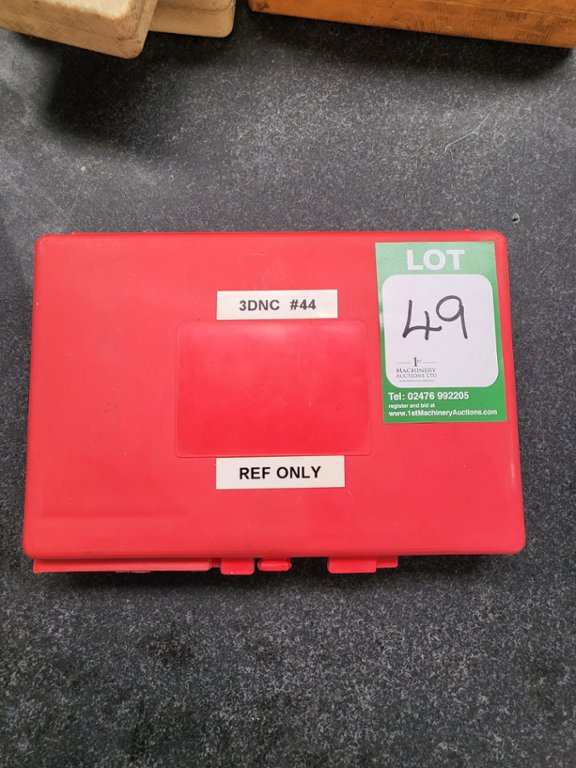 LOT
49
3DNC #44
1ST
MACHINERY
AUCTIONS LTD
Tel: 02476 992205
register and bid at
www.1stMachineryAuctions.com
REF ONLY